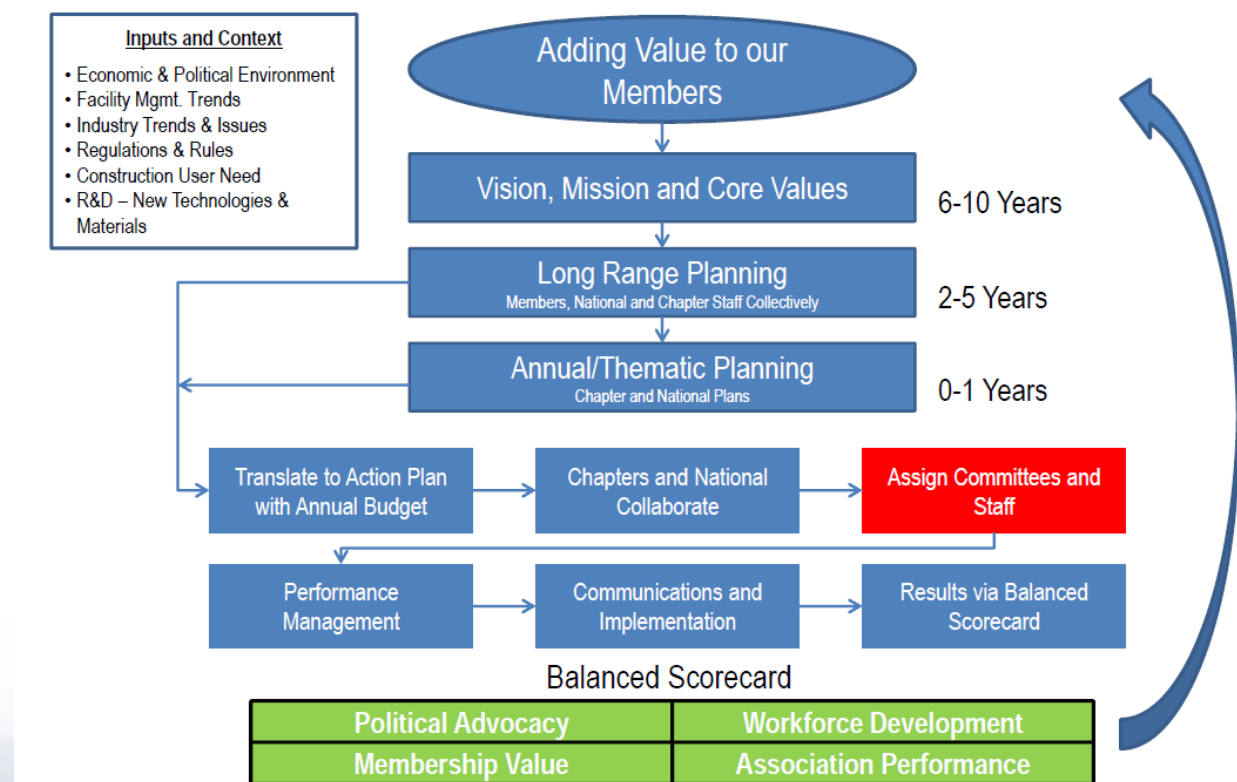 Inputs and Context
• Economic & Political Environment
• Facility Mgmt. Trends
• Industry Trends & Issues
• Regulations & Rules
• Construction User Need
• R&D – New Technologies &
Materials
Adding Value to our
Members
Vision, Mission and Core Values
6-10 Years
Long Range Planning
Members, National and Chapter Staff Collectively
2-5 Years
Annual/Thematic Planning
Chapter and National Plans
0-1 Years
Translate to Action Plan
with Annual Budget
Chapters and National
Collaborate
Assign Committees and
Staff
Performance
Management
Communications and
Implementation
Results via Balanced
Scorecard
Balanced Scorecard
Political Advocacy
Workforce Development
Membership Value
Association Performance